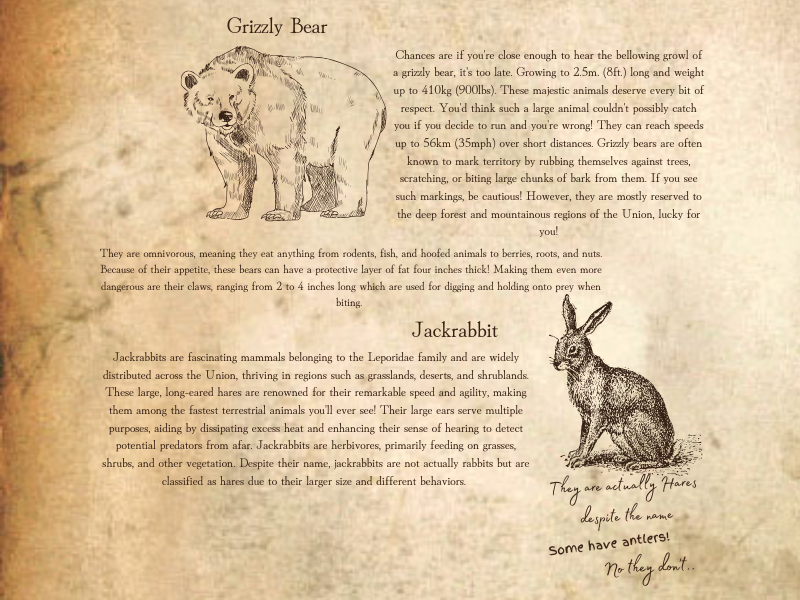 Grizzly Bear
Chances are if you're close enough to hear the bellowing growl of
a grizzly bear, it's too late. Growing to 2.5m. (8ft.) long and weight
up to 410kg (900lbs). These majestic animals deserve every bit of
respect. You'd think such a large animal couldn't possibly catch
you if you decide to run and you're wrong! They can reach speeds
up to 56km (35mph) over short distances. Grizzly bears are often
known to mark territory by rubbing themselves against trees,
scratching, or biting large chunks of bark from them. If you see
such markings, be cautious! However, they are mostly reserved to
the deep forest and mountainous regions of the Union, lucky for
you!
They are omnivorous, meaning they eat anything from rodents, fish, and hoofed animals to berries, roots, and nuts.
Because of their appetite, these bears can have a protective layer of fat four inches thick! Making them even more
dangerous are their claws, ranging from 2 to 4 inches long which are used for digging and holding onto prey when
biting.
Jackrabbit
Jackrabbits are fascinating mammals belonging to the Leporidae family and are widely
distributed across the Union, thriving in regions such as grasslands, deserts, and shrublands.
These large, long-eared hares are renowned for their remarkable speed and agility, making
them among the fastest terrestrial animals you'll ever see! Their large ears serve multiple
purposes, aiding by dissipating excess heat and enhancing their sense of hearing to detect
potential predators from afar. Jackrabbits are herbivores, primarily feeding on grasses,
shrubs, and other vegetation. Despite their name, jackrabbits are not actually rabbits but are
classified as hares due to their larger size and different behaviors.
They are actually Hares
despite the name
Some have antlers!
No they don't..